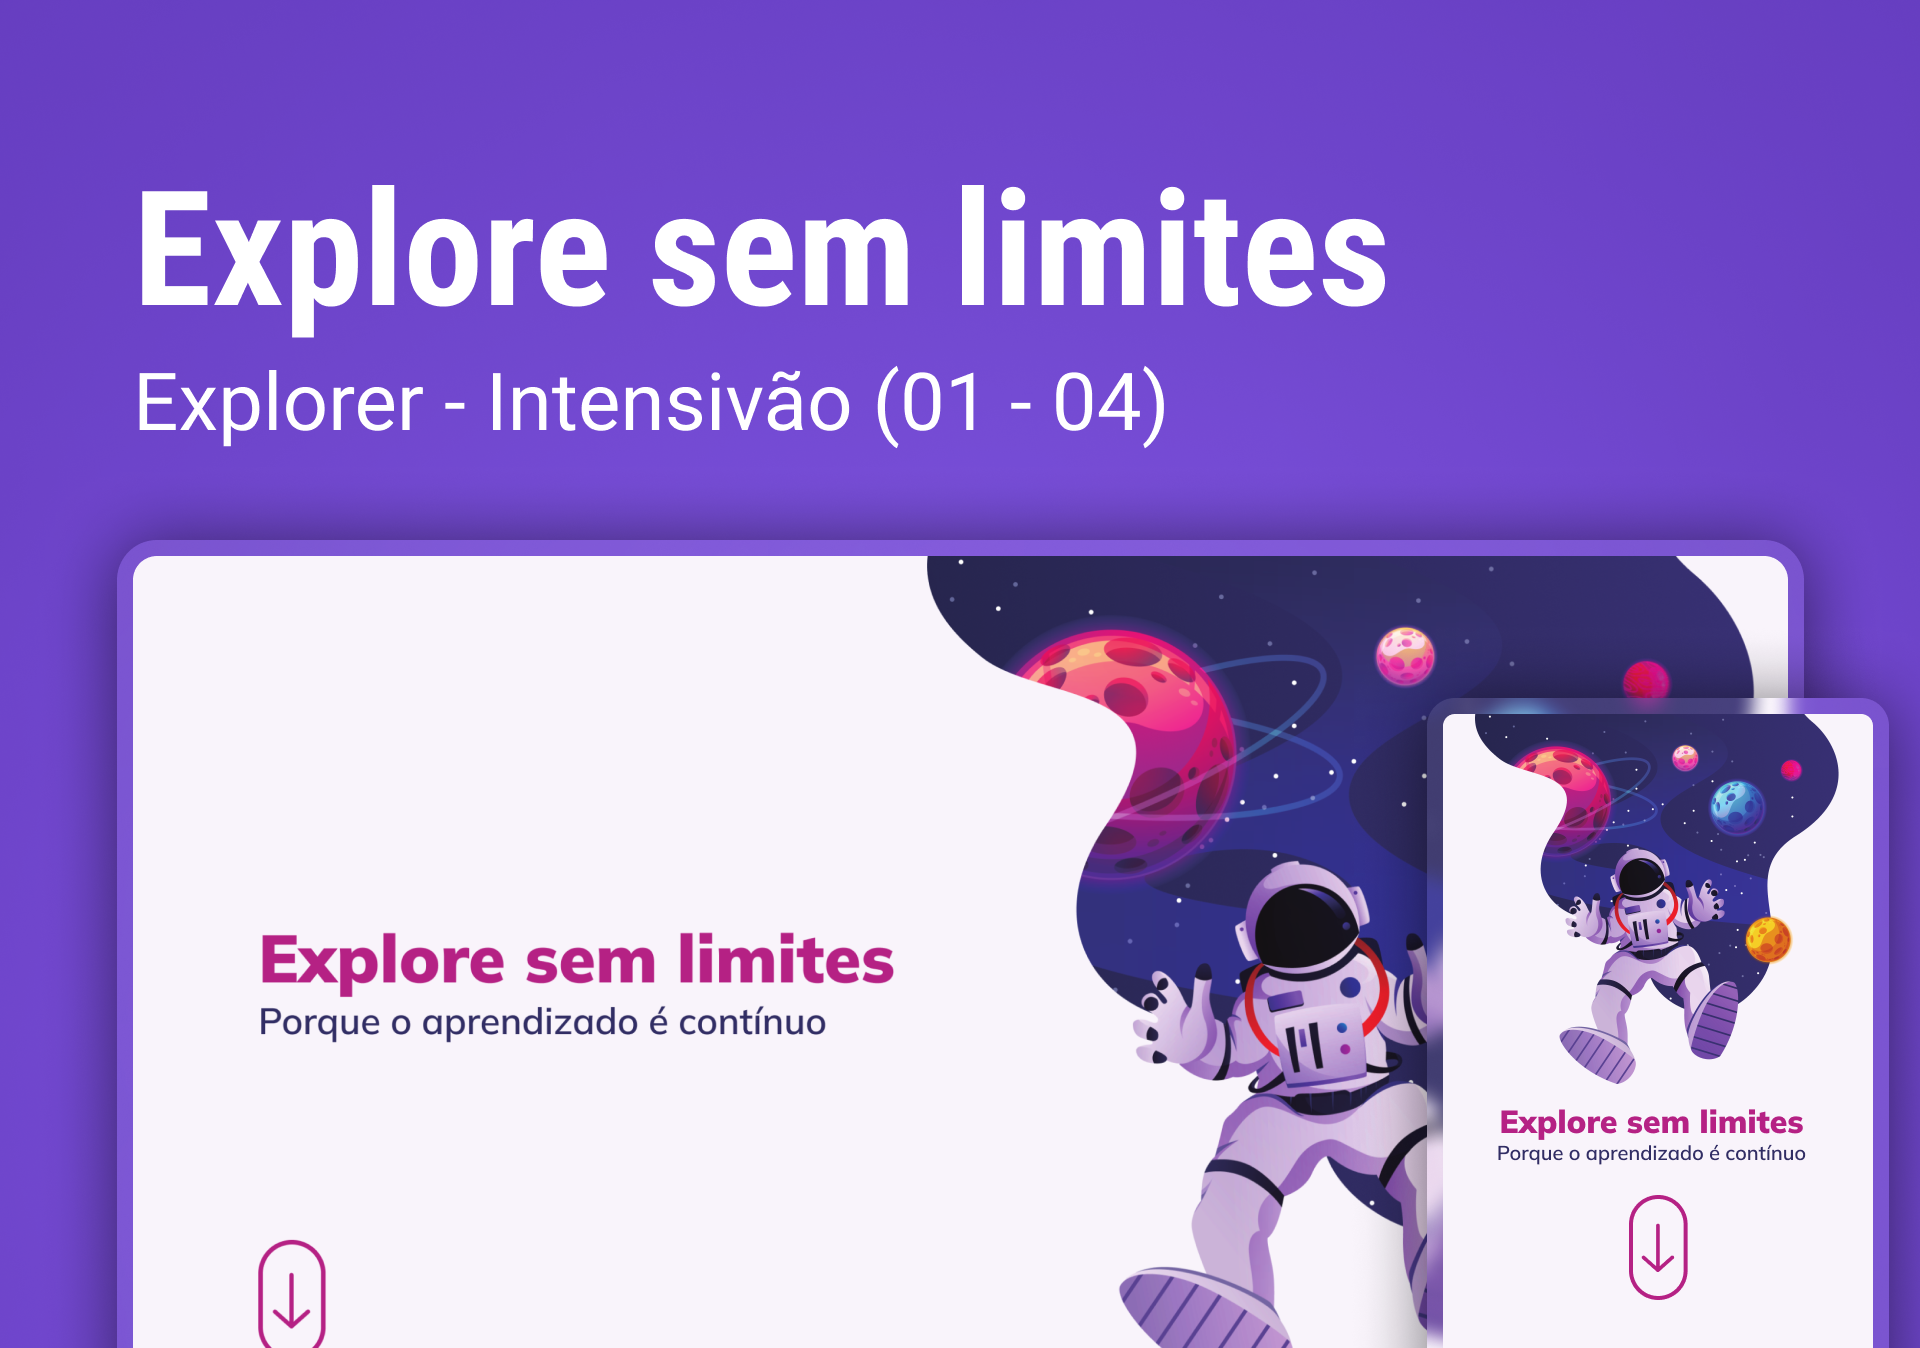 Explore sem limites
Explorer - Intensivão (01 - 04)
Explore sem limites
Porque o aprendizado é contínuo
Explore sem limites
Porque o aprendizado é contínuo